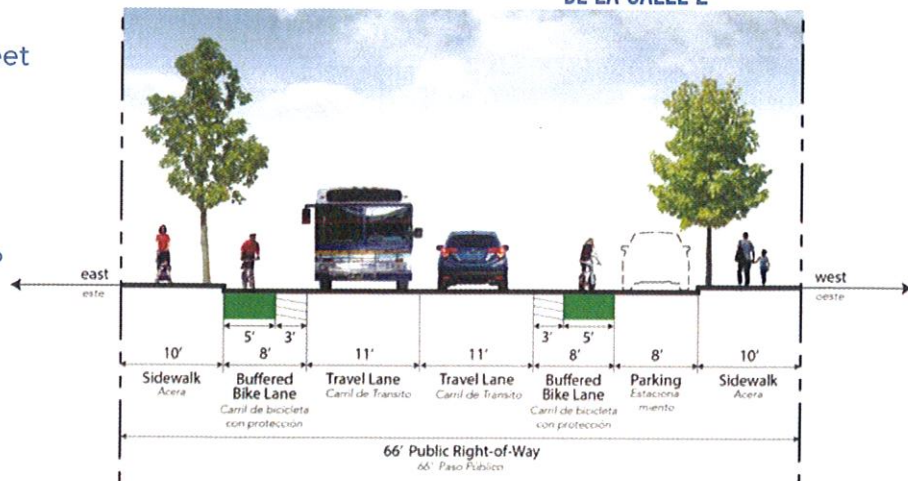 DE LA CALLE 2
eet
east
este
west
oeste
5' 3'
3' 5'
10' 8' 11' 11' 8' 8' 10'
Sidewalk
Acera
Buffered
Bike Lane
Carril de bicicleta
con protección
Travel Lane
Carril de Transito
Travel Lane
Carril de Transito
Buffered
Bike Lane
Carril de bicicleta
con protección
Parking
Estaciona
miento
Sidewalk
Acera
66' Public Right-of-Way
66' Paso Público